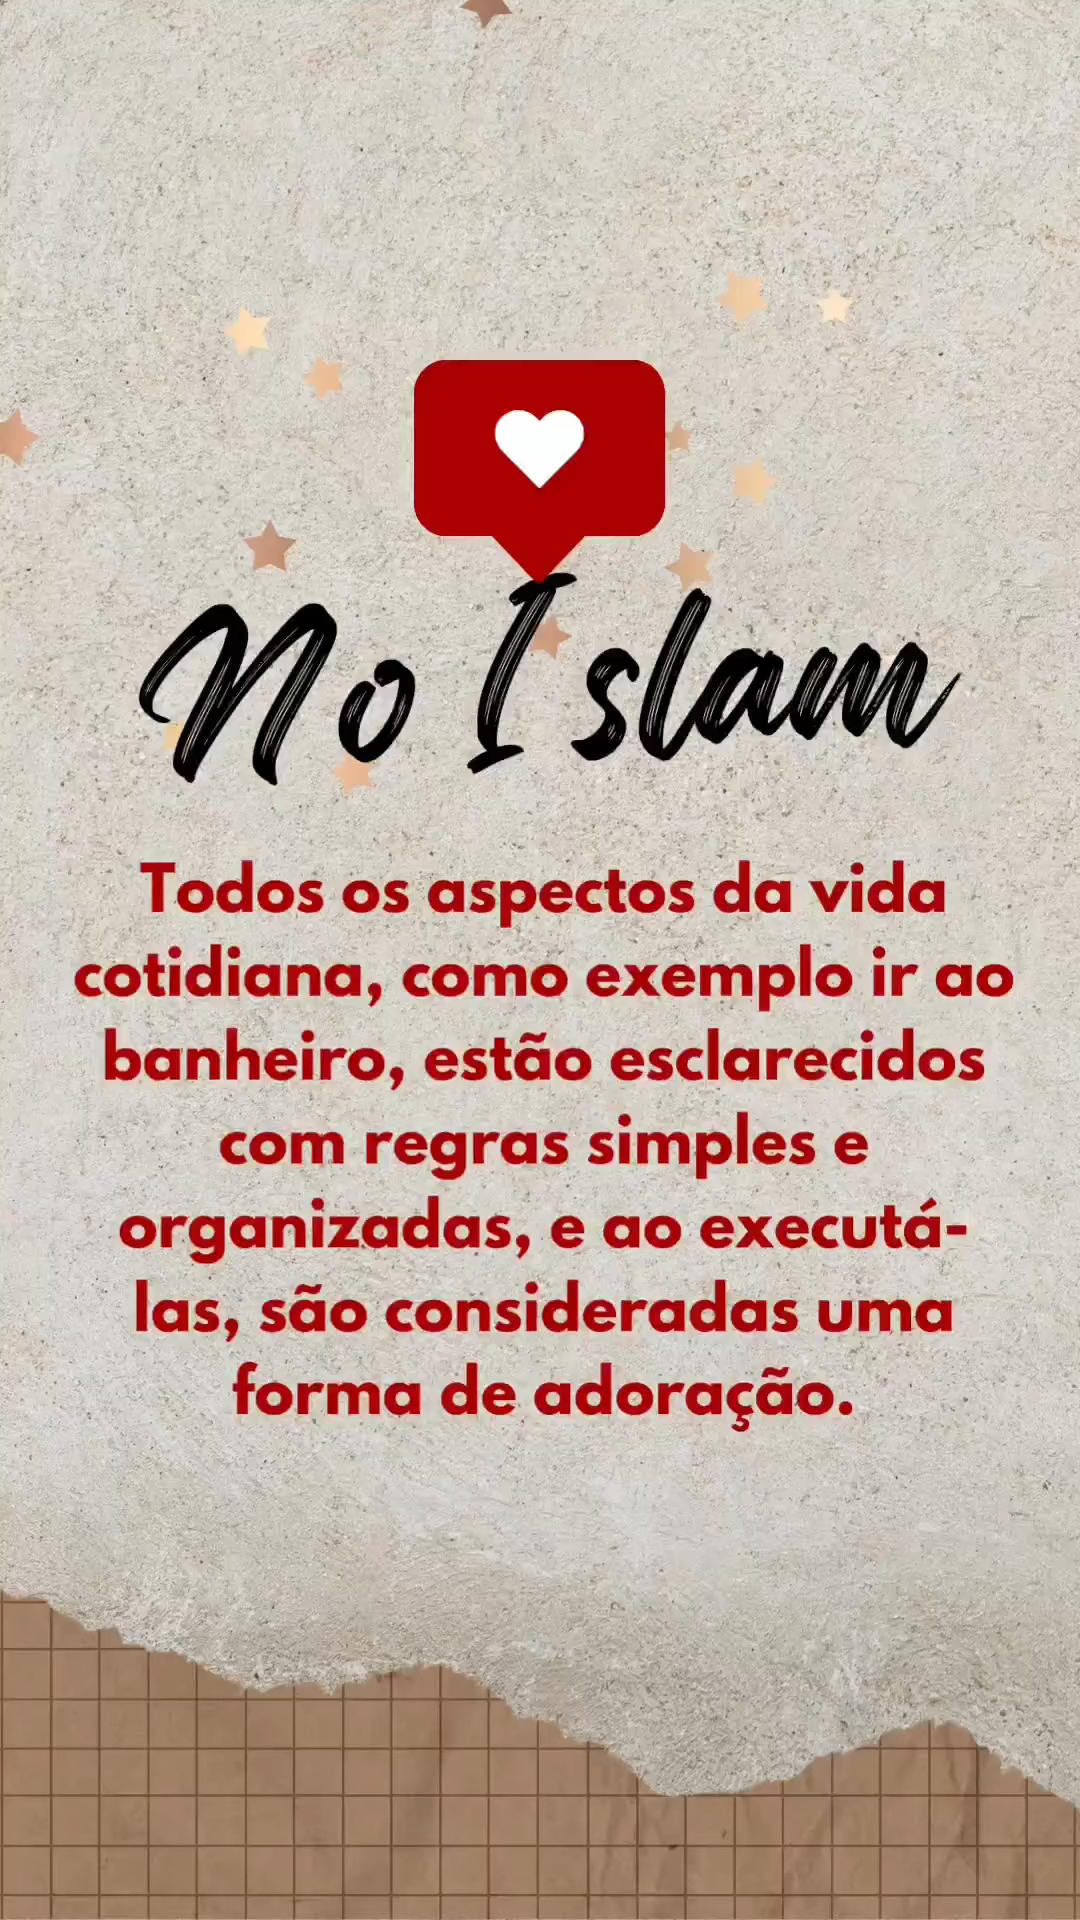 No Islam
Todos os aspectos da vida
cotidiana, como exemplo ir ao
banheiro, estão esclarecidos
com regras simples e
organizadas, e ao executá-
las, são consideradas uma
forma de adoração.